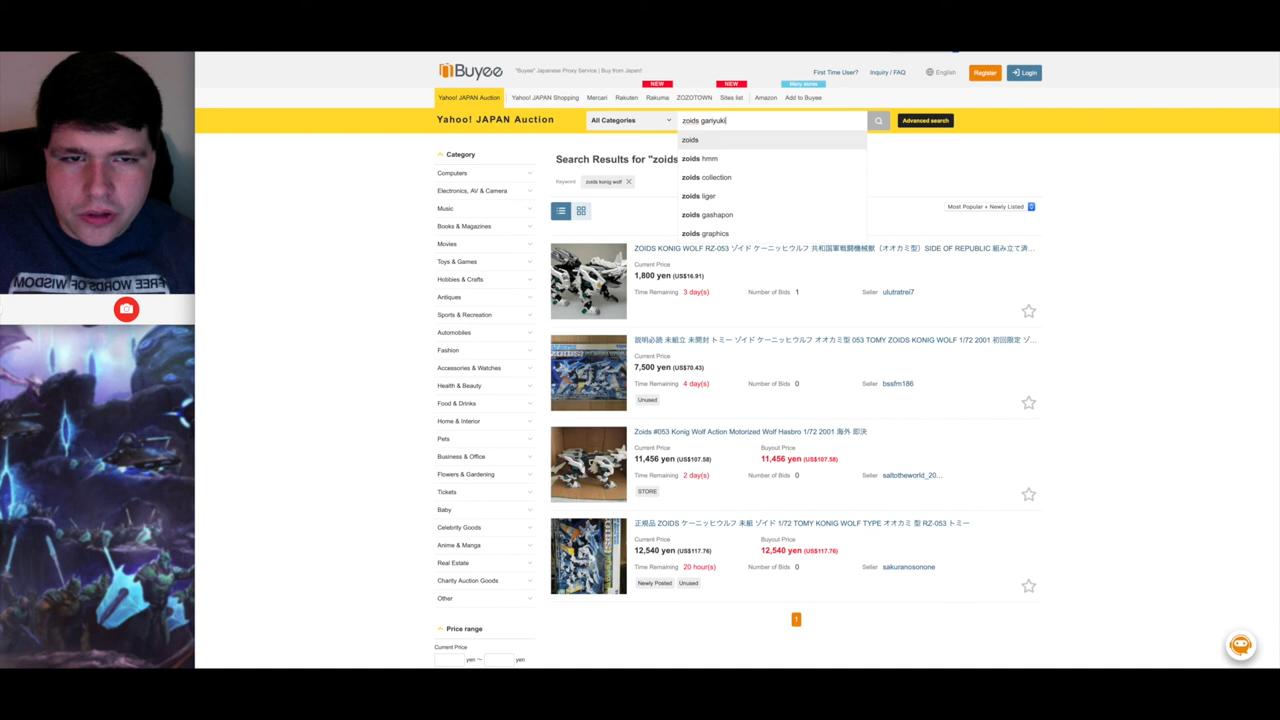 Buyee
"Buyee" Japanese Proxy Service | Buy from Japan!
First Time User?
Inquiry / FAQ
English
Register
Login
NEW
NEW
Many stores
Yahoo! JAPAN Auction
Yahoo! JAPAN Shopping
Mercari
Rakuten
Rakuma
ZOZOTOWN
Sites list
Amazon
Add to Buyee
Yahoo! JAPAN Auction
All Categories
zoids gariyuki
Advanced search
zoids
zoids hmm
zoids collection
zoids liger
zoids gashapon
zoids graphics
Category
Computers
Electronics, AV & Camera
Music
Books & Magazines
Movies
Toys & Games
Hobbies & Crafts
Antiques
Sports & Recreation
Automobiles
Fashion
Accessories & Watches
Health & Beauty
Food & Drinks
Home & Interior
Pets
Business & Office
Flowers & Gardening
Tickets
Baby
Celebrity Goods
Anime & Manga
Real Estate
Charity Auction Goods
Other
Price range
Current Price
yen ～ yen
Search Results for "zoids
Keyword
zoids konig wolf
Most Popular + Newly Listed
ZOIDS KONIG WOLF RZ-053 ゾイド ケーニッヒウルフ 共和国軍戦闘機械獣（オオカミ型）SIDE OF REPUBLIC 組み立て済...
Current Price
1,800 yen (US$16.91)
Time Remaining 3 day(s)
Number of Bids 1
Seller ulutratrei7
説明必読 未組立 未開封 トミー ゾイド ケーニッヒウルフ オオカミ型 053 TOMY ZOIDS KONIG WOLF 1/72 2001 初回限定 ゾ...
Current Price
7,500 yen (US$70.43)
Time Remaining 4 day(s)
Number of Bids 0
Seller bssfm186
Unused
Zoids #053 Konig Wolf Action Motorized Wolf Hasbro 1/72 2001 海外 即決
Current Price
Buyout Price
11,456 yen (US$107.58)
11,456 yen (US$107.58)
Time Remaining 2 day(s)
Number of Bids 0
Seller saltotheworld_20...
STORE
正規品 ZOIDS ケーニッヒウルフ 未組 ゾイド 1/72 TOMY KONIG WOLF TYPE オオカミ 型 RZ-053 トミー
Current Price
Buyout Price
12,540 yen (US$117.76)
12,540 yen (US$117.76)
Time Remaining 20 hour(s)
Number of Bids 0
Seller sakuranosonone
Newly Posted
Unused
1
FREE WORDS OF WISDOM